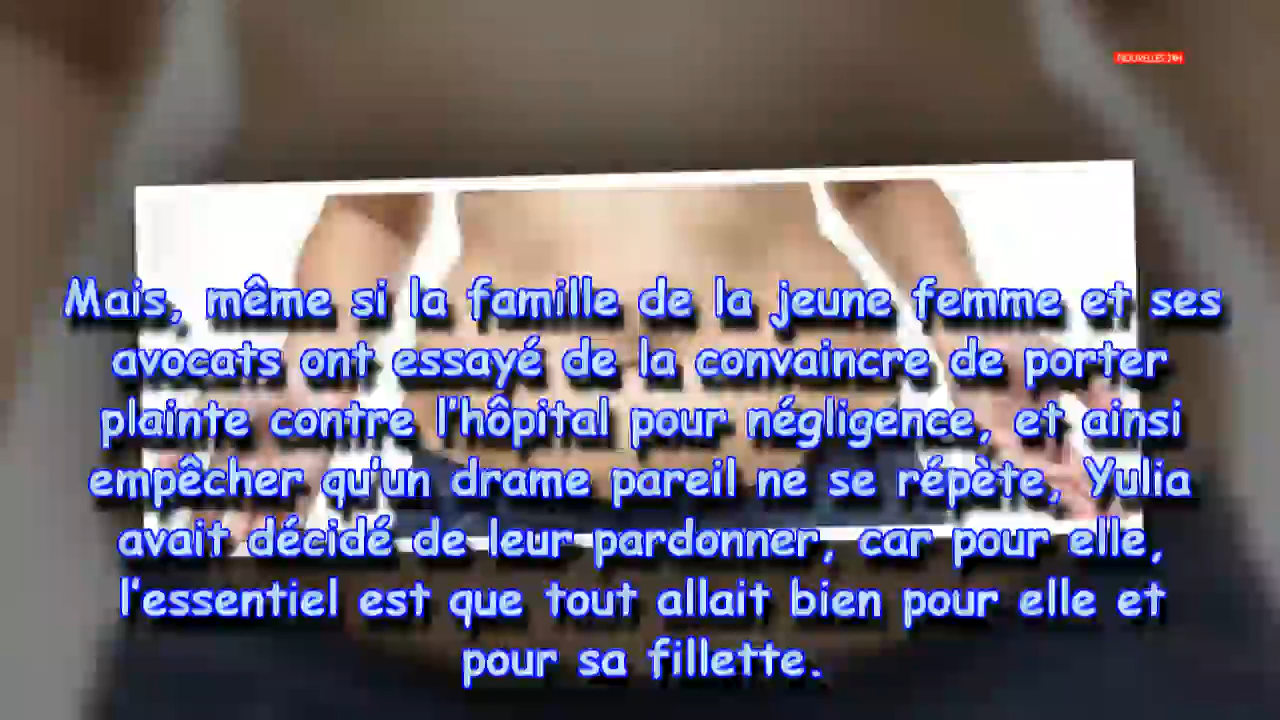 NOUVELLES 24H
Mais, même si la famille de la jeune femme et ses
avocats ont essayé de la convaincre de porter
plainte contre l'hôpital pour négligence, et ainsi
empêcher qu'un drame pareil ne se répète, Yulia
avait décidé de leur pardonner, car pour elle,
l'essentiel est que tout allait bien pour elle et
pour sa fillette.